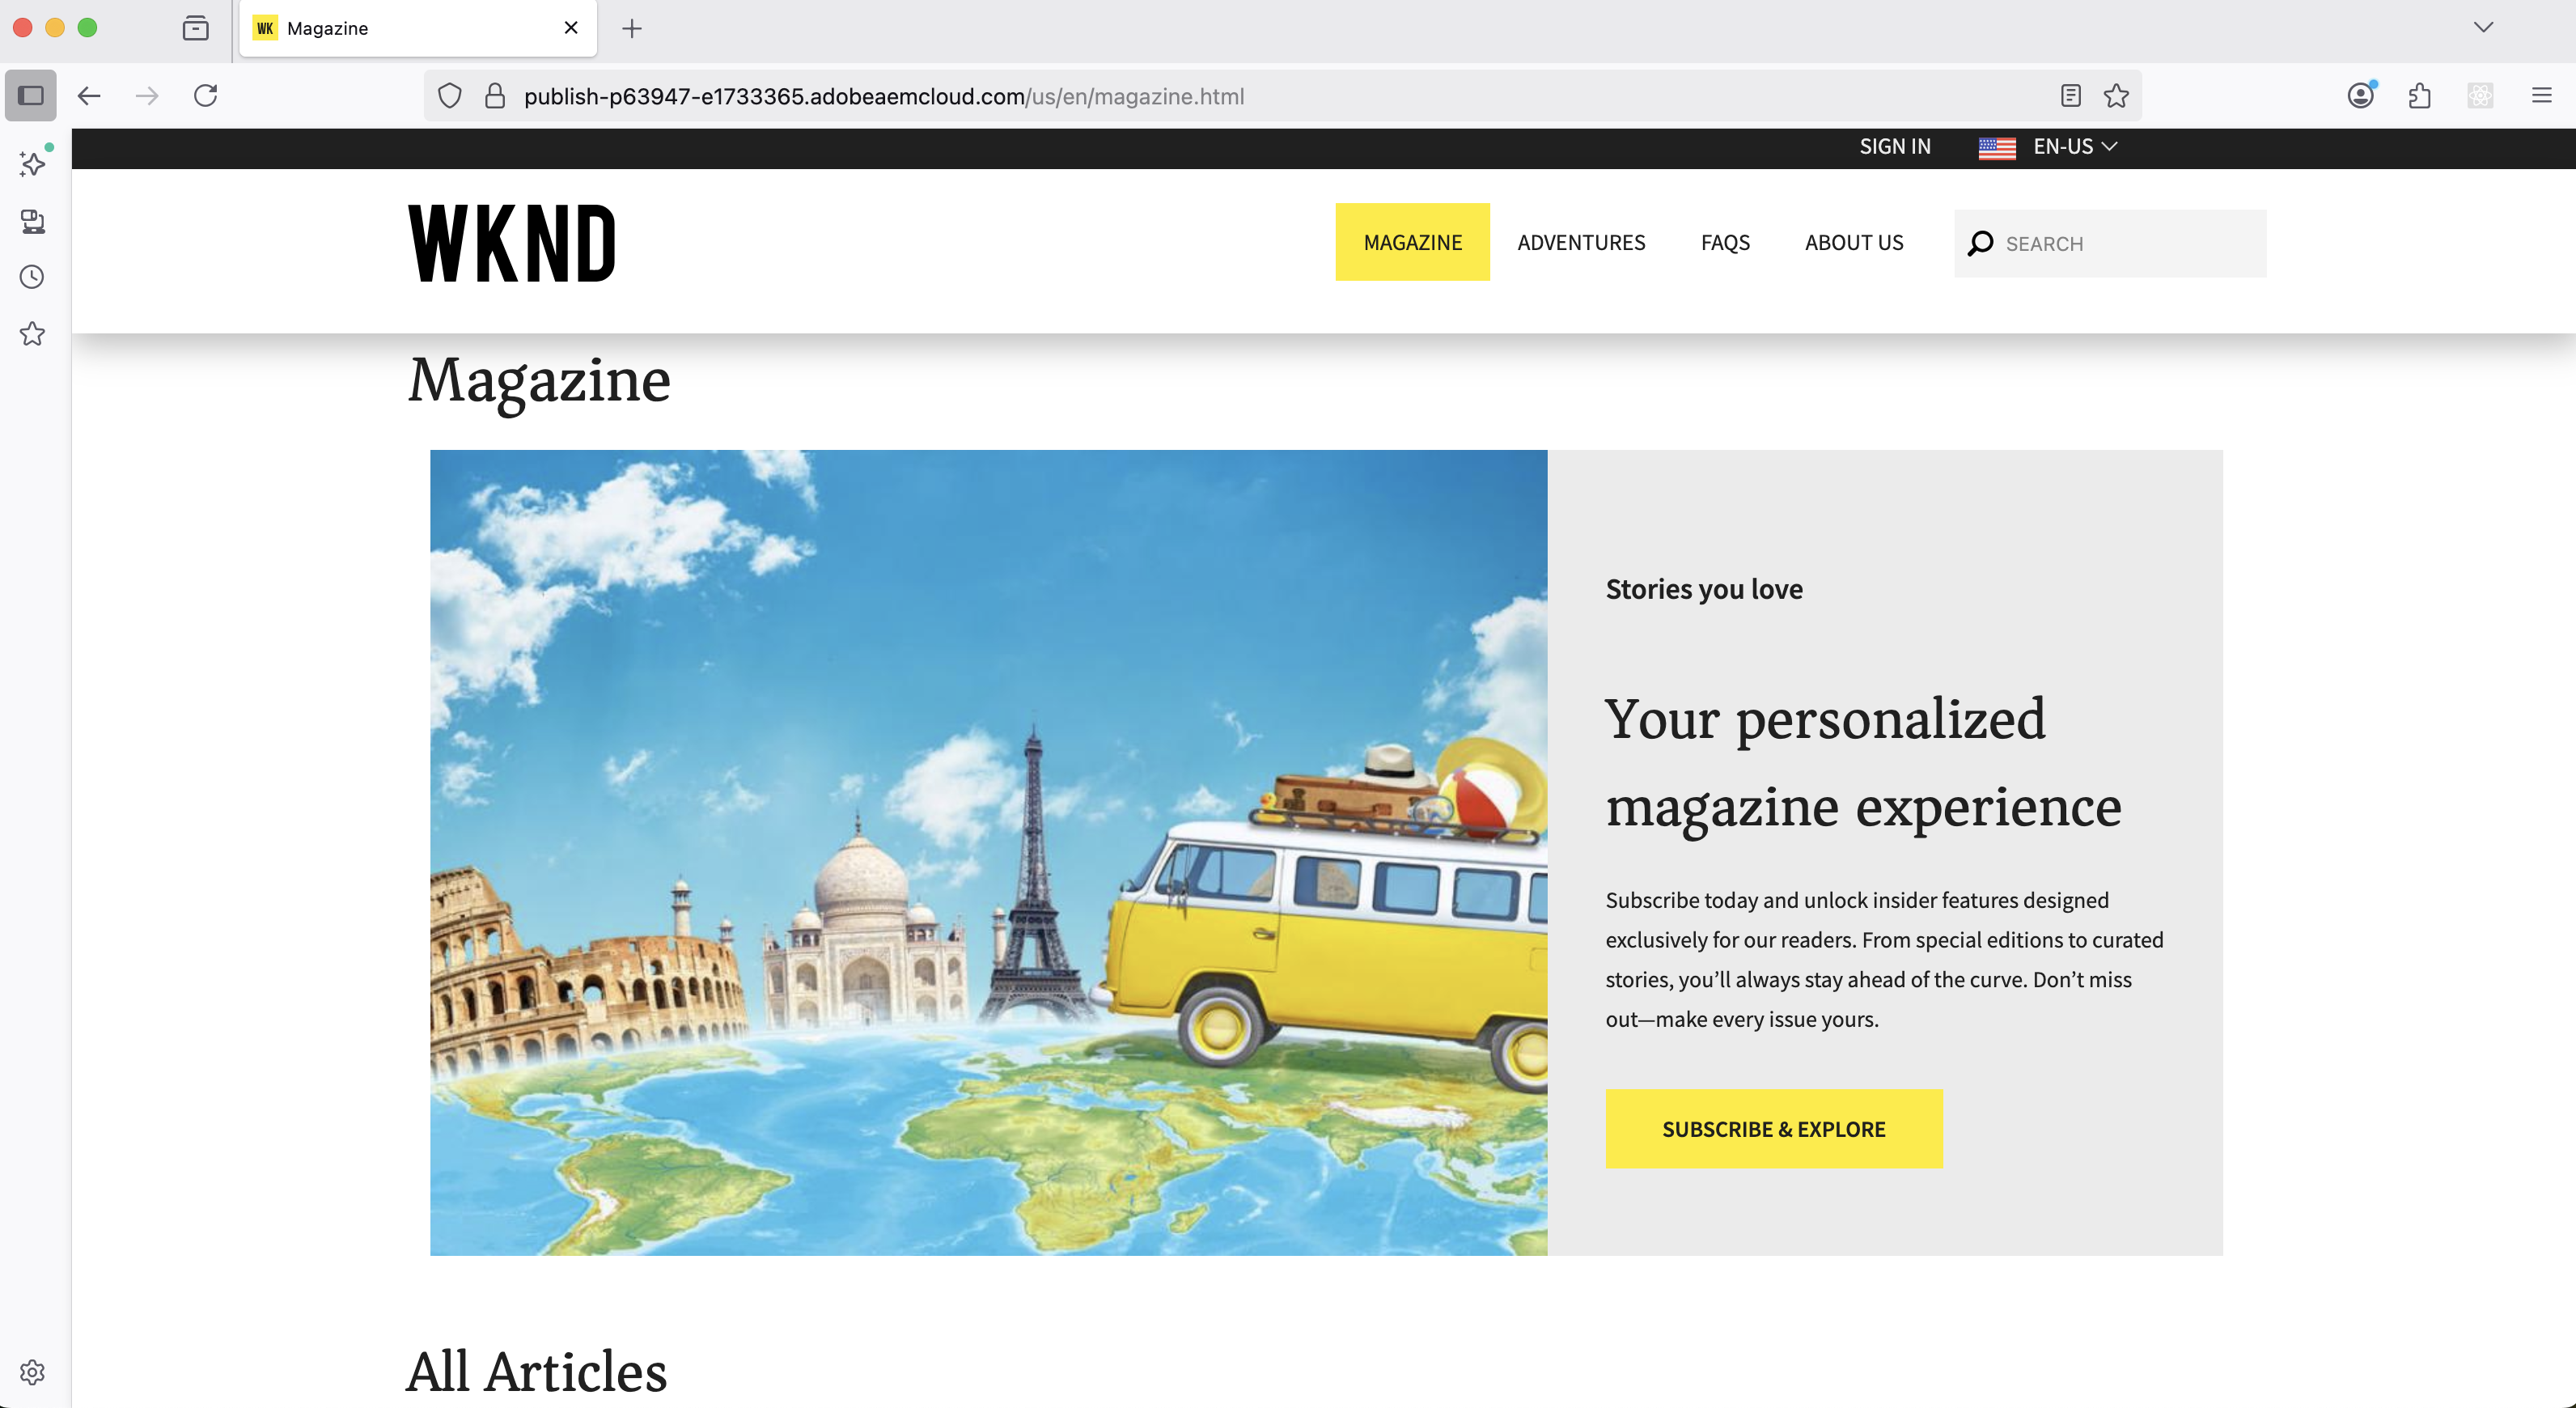 WK Magazine
publish-p63947-e1733365.adobeaemcloud.com/us/en/magazine.html
SIGN IN EN-US
WKND MAGAZINE ADVENTURES FAQS ABOUT US SEARCH
Magazine
Stories you love
Your personalized
magazine experience
Subscribe today and unlock insider features designed
exclusively for our readers. From special editions to curated
stories, you’ll always stay ahead of the curve. Don’t miss
out—make every issue yours.
SUBSCRIBE & EXPLORE
All Articles